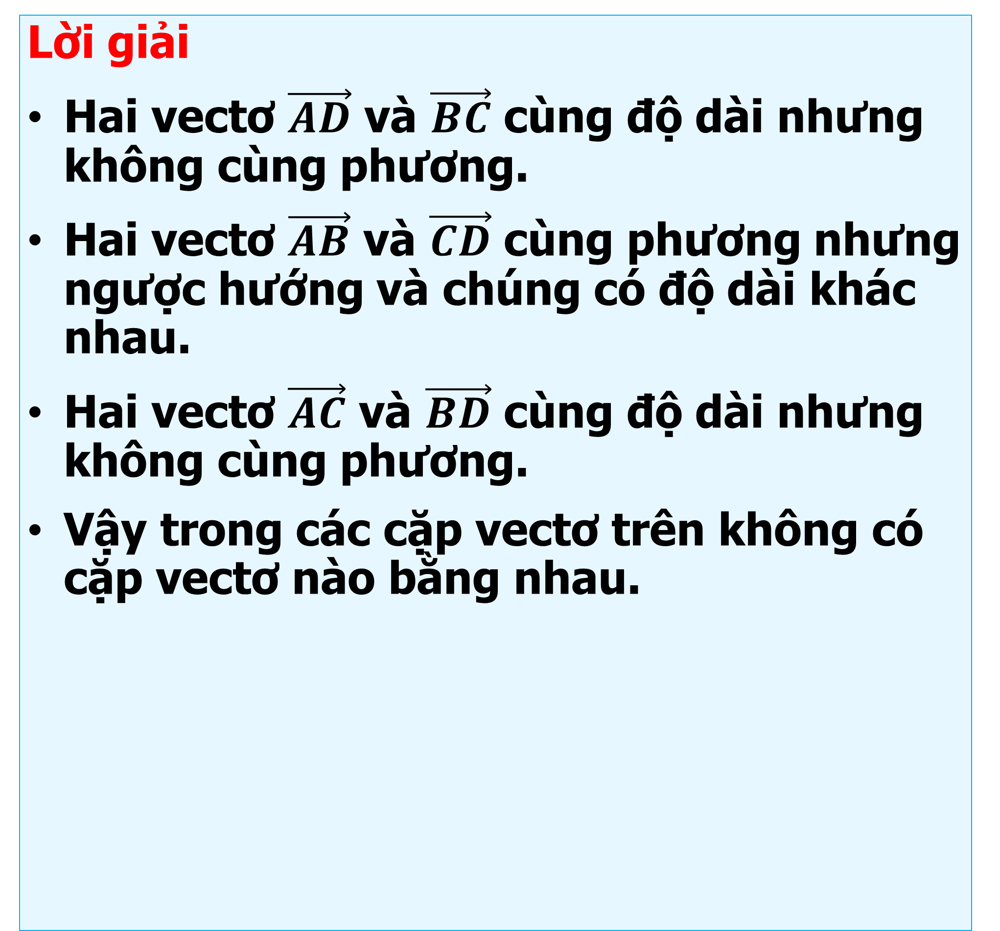 Lời giải
• Hai vectơ $\overrightarrow{AD}$ và $\overrightarrow{BC}$ cùng độ dài nhưng
không cùng phương.
• Hai vectơ $\overrightarrow{AB}$ và $\overrightarrow{CD}$ cùng phương nhưng
ngược hướng và chúng có độ dài khác
nhau.
• Hai vectơ $\overrightarrow{AC}$ và $\overrightarrow{BD}$ cùng độ dài nhưng
không cùng phương.
• Vậy trong các cặp vectơ trên không có
cặp vectơ nào bằng nhau.